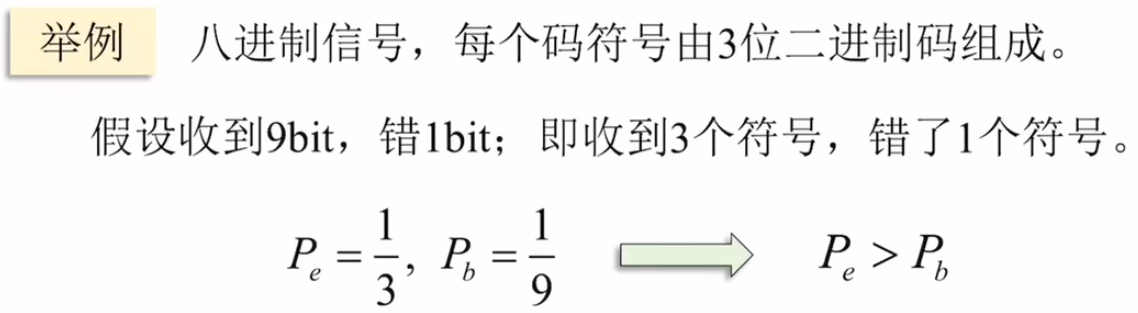 举例 八进制信号，每个码符号由3位二进制码组成。
假设收到9bit，错1bit；即收到3个符号，错了1个符号。
P_e = 1/3, P_b = 1/9 P_e > P_b